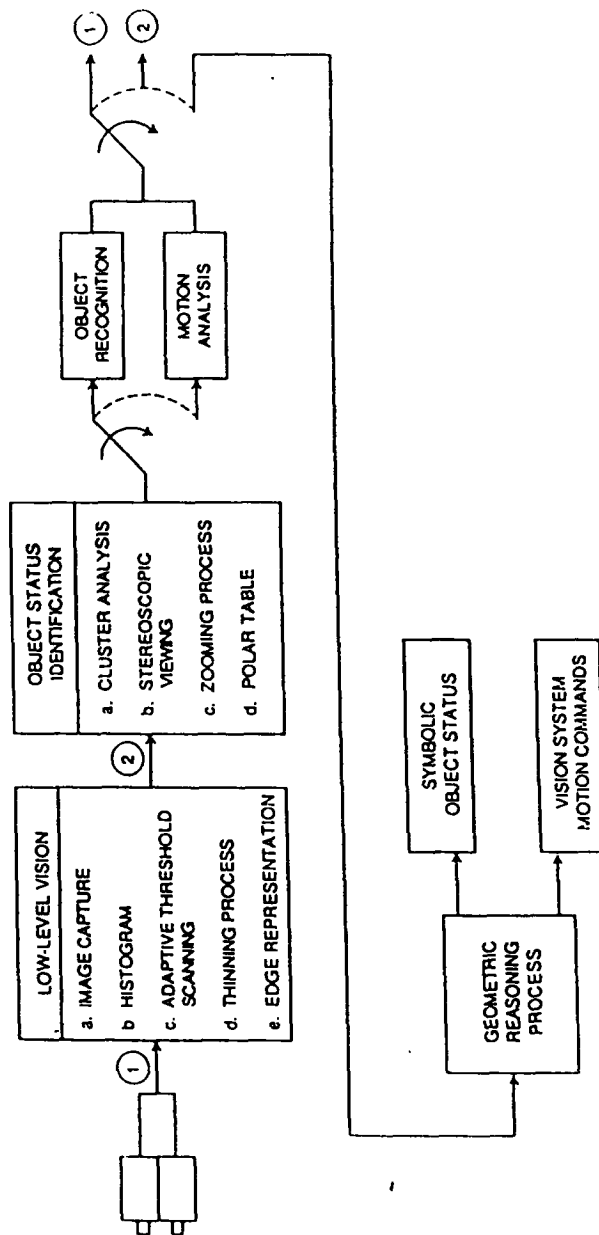 LOW-LEVEL VISION
a. IMAGE CAPTURE
b HISTOGRAM
c. ADAPTIVE THRESHOLD
SCANNING
d. THINNING PROCESS
e. EDGE REPRESENTATION
1
2
OBJECT STATUS
IDENTIFICATION
a. CLUSTER ANALYSIS
b. STEREOSCOPIC
VIEWING
c. ZOOMING PROCESS
d. POLAR TABLE
OBJECT
RECOGNITION
MOTION
ANALYSIS
1
2
GEOMETRIC
REASONING
PROCESS
SYMBOLIC
OBJECT STATUS
VISION SYSTEM
MOTION COMMANDS